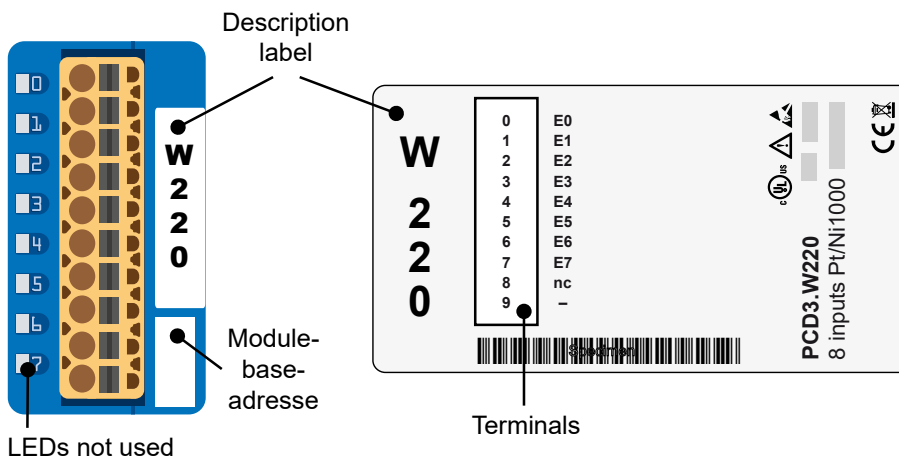 Description
label
0
1
2
3
4
5
6
7
W
2
2
0
Module-
base-
adresse
LEDs not used
W
2
2
0
0 E0
1 E1
2 E2
3 E3
4 E4
5 E5
6 E6
7 E7
8 nc
9 –
Specimen
Terminals
c UL us
CE
PCD3.W220
8 inputs Pt/Ni1000